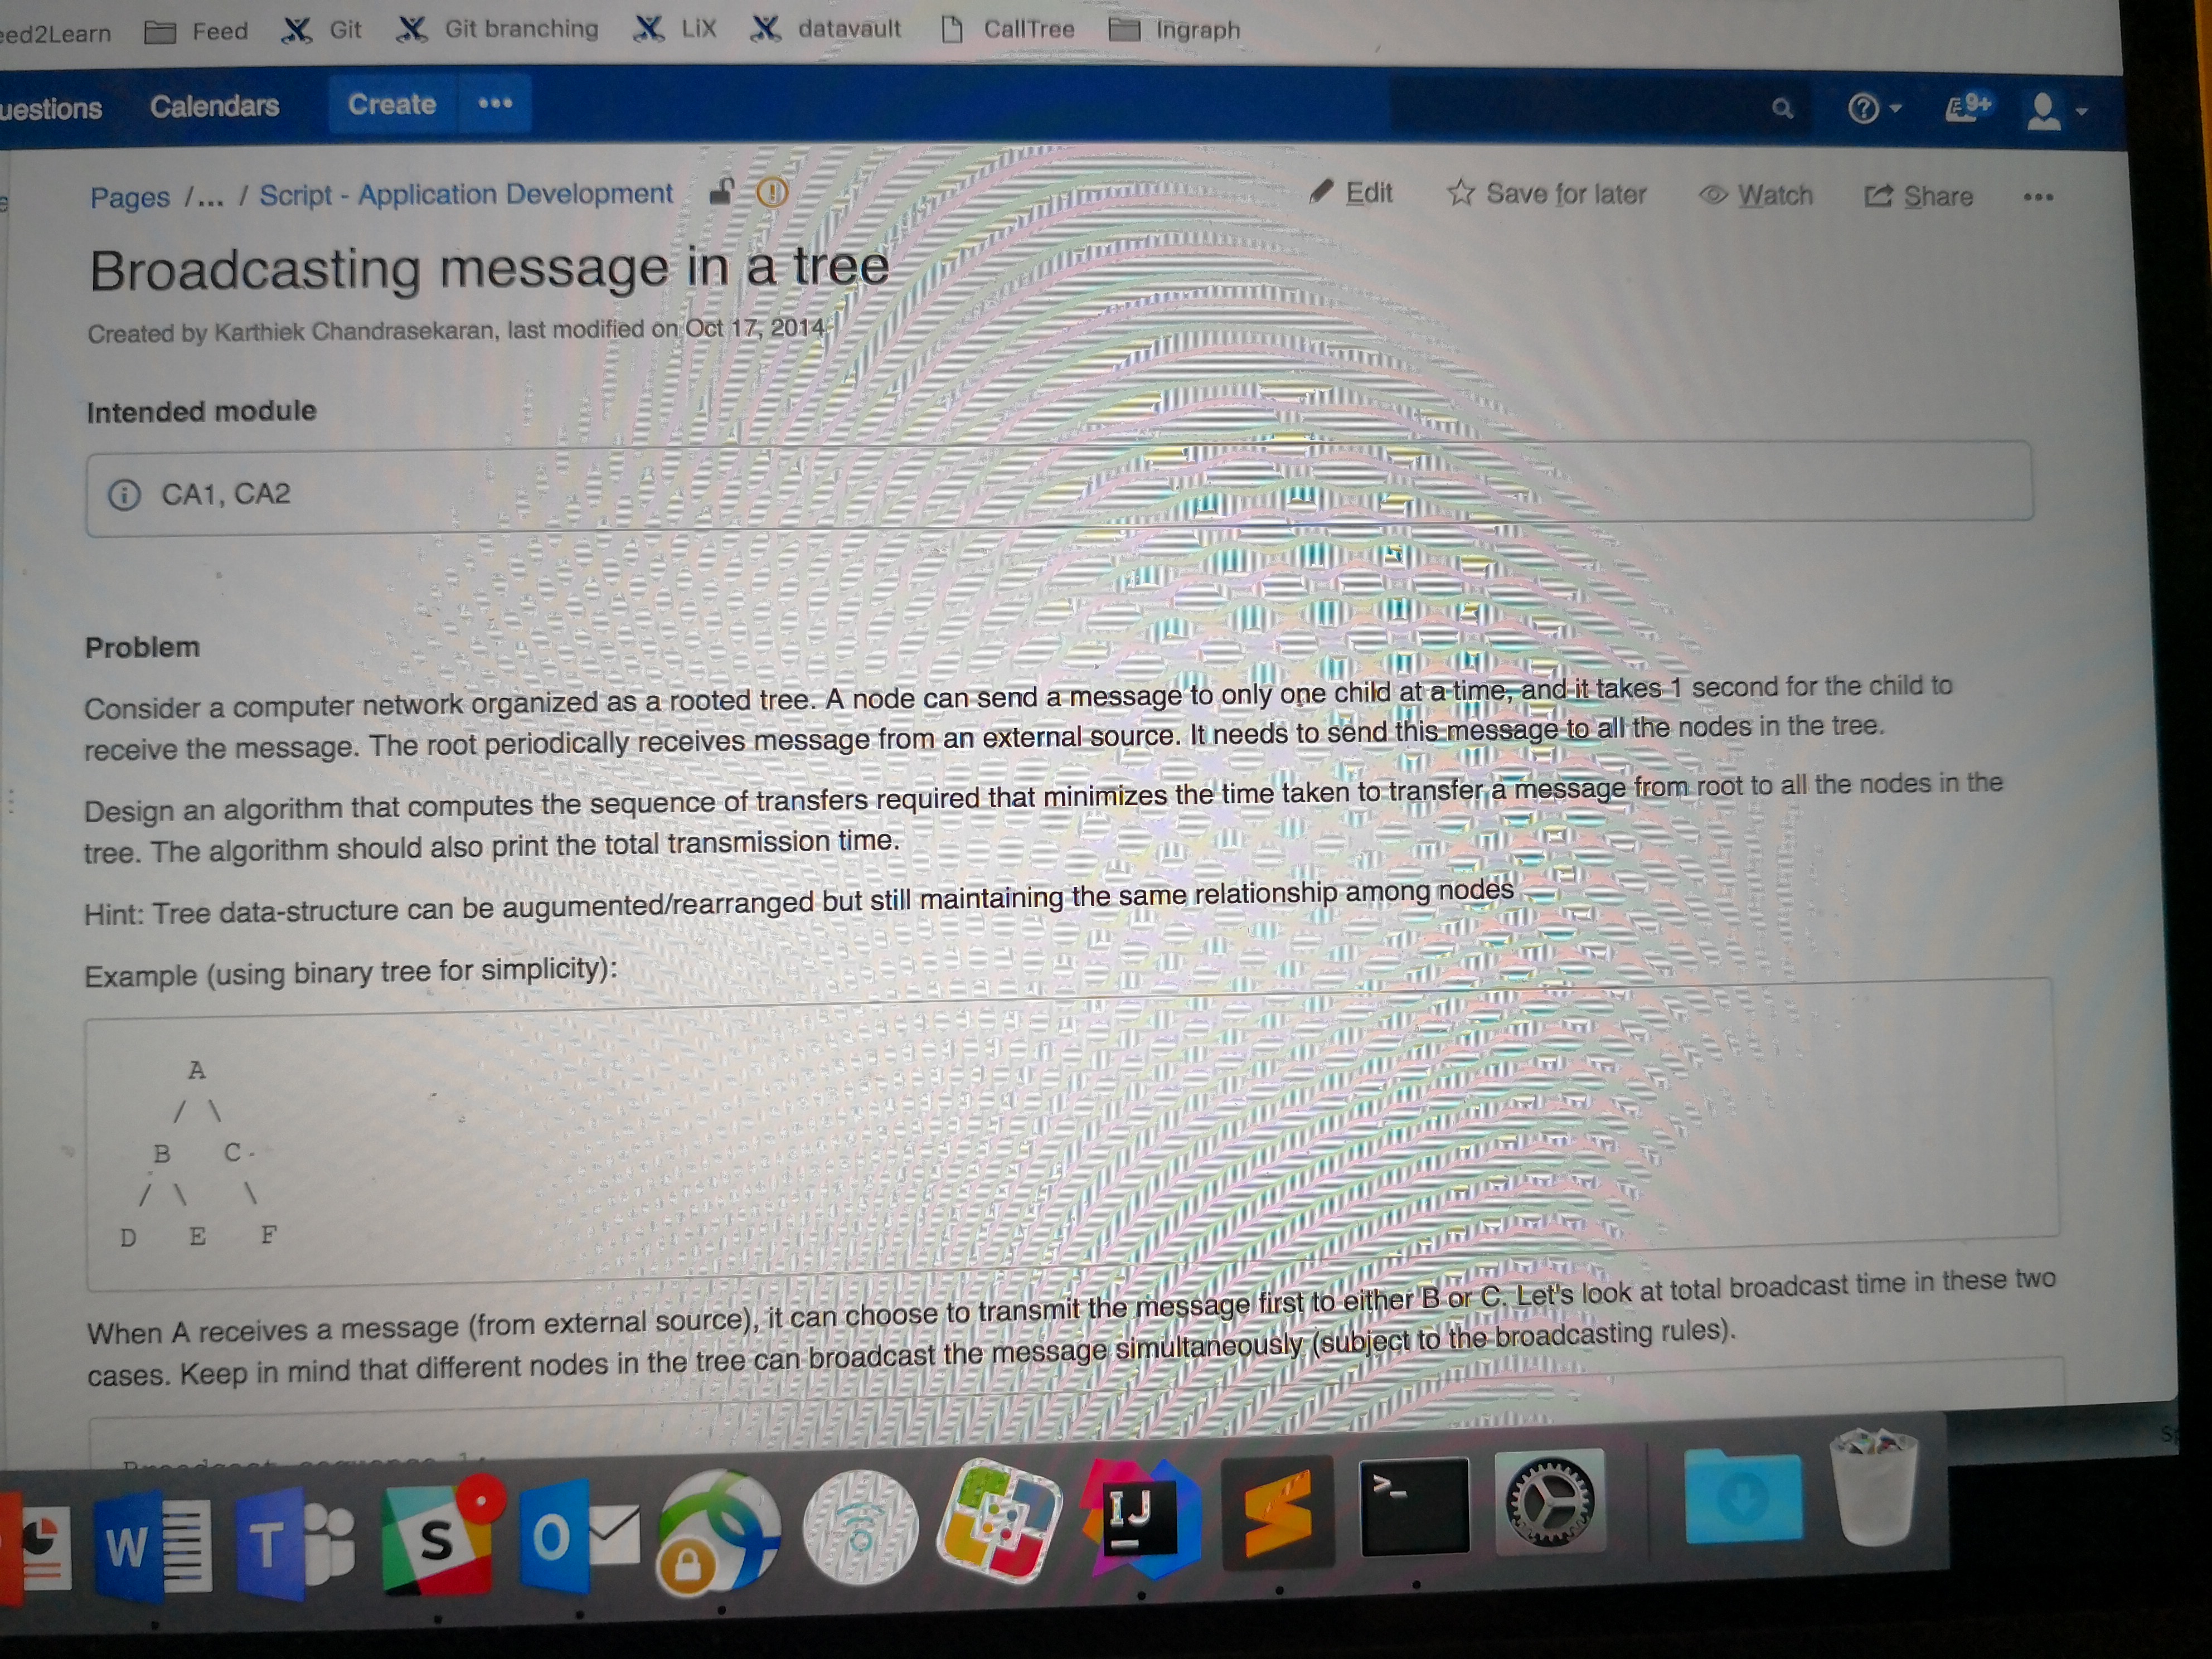 eed2Learn Feed Git Git branching LiX datavault CallTree Ingraph
uestions Calendars Create ••• 9+
Pages /... / Script - Application Development Edit Save for later Watch Share •••
Broadcasting message in a tree
Created by Karthiek Chandrasekaran, last modified on Oct 17, 2014
Intended module
CA1, CA2
Problem
Consider a computer network organized as a rooted tree. A node can send a message to only one child at a time, and it takes 1 second for the child to
receive the message. The root periodically receives message from an external source. It needs to send this message to all the nodes in the tree.
Design an algorithm that computes the sequence of transfers required that minimizes the time taken to transfer a message from root to all the nodes in the
tree. The algorithm should also print the total transmission time.
Hint: Tree data-structure can be augumented/rearranged but still maintaining the same relationship among nodes
Example (using binary tree for simplicity):
A
/ \
B C
/ \ \
D E F
When A receives a message (from external source), it can choose to transmit the message first to either B or C. Let's look at total broadcast time in these two
cases. Keep in mind that different nodes in the tree can broadcast the message simultaneously (subject to the broadcasting rules).
W T S O IJ S >_